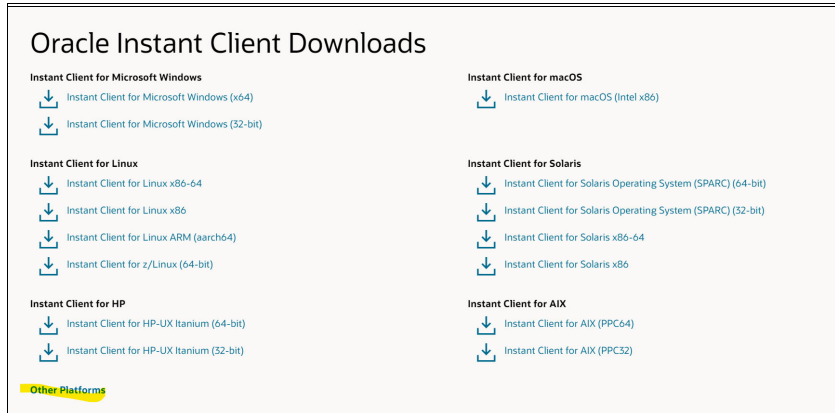 Oracle Instant Client Downloads
Instant Client for Microsoft Windows
Instant Client for Microsoft Windows (x64)
Instant Client for Microsoft Windows (32-bit)
Instant Client for macOS
Instant Client for macOS (Intel x86)
Instant Client for Linux
Instant Client for Linux x86-64
Instant Client for Linux x86
Instant Client for Linux ARM (aarch64)
Instant Client for z/Linux (64-bit)
Instant Client for Solaris
Instant Client for Solaris Operating System (SPARC) (64-bit)
Instant Client for Solaris Operating System (SPARC) (32-bit)
Instant Client for Solaris x86-64
Instant Client for Solaris x86
Instant Client for HP
Instant Client for HP-UX Itanium (64-bit)
Instant Client for HP-UX Itanium (32-bit)
Instant Client for AIX
Instant Client for AIX (PPC64)
Instant Client for AIX (PPC32)
Other Platforms